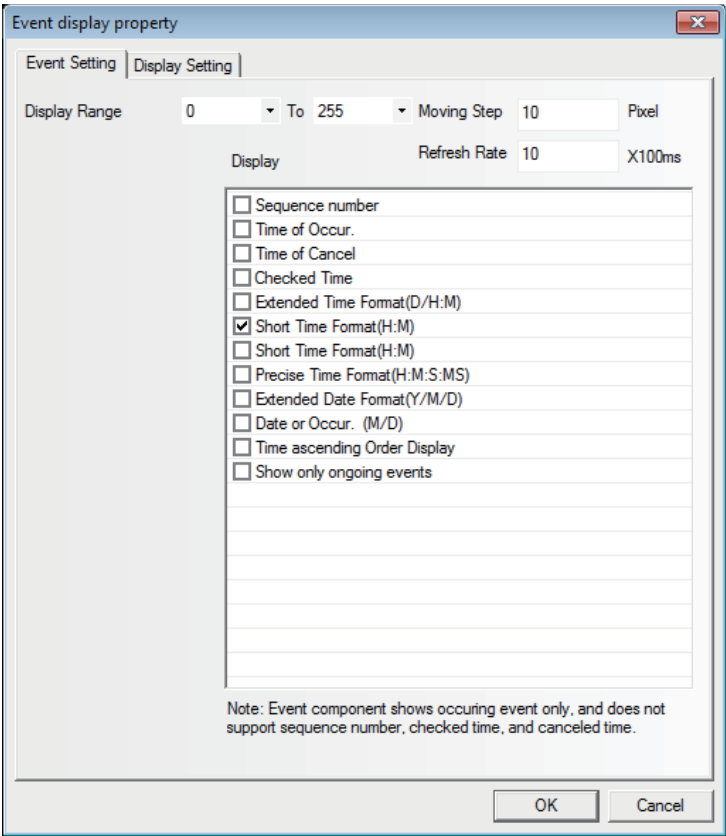 Event display property
Event Setting Display Setting
Display Range 0 To 255 Moving Step 10 Pixel
Display Refresh Rate 10 X100ms
Sequence number
Time of Occur.
Time of Cancel
Checked Time
Extended Time Format(D/H:M)
Short Time Format(H:M)
Short Time Format(H:M)
Precise Time Format(H:M:S:MS)
Extended Date Format(Y/M/D)
Date or Occur. (M/D)
Time ascending Order Display
Show only ongoing events
Note: Event component shows occuring event only, and does not
support sequence number, checked time, and canceled time.
OK Cancel